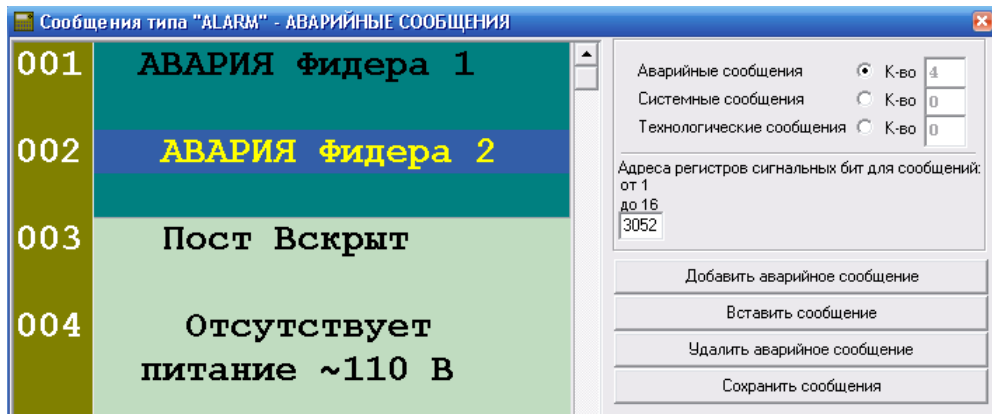 Сообщения типа "ALARM" - АВАРИЙНЫЕ СООБЩЕНИЯ
001 АВАРИЯ Фидера 1
002 АВАРИЯ Фидера 2
003 Пост Вскрыт
004 Отсутствует
питание ~110 В
Аварийные сообщения К-во 4
Системные сообщения К-во 0
Технологические сообщения К-во 0
Адреса регистров сигнальных бит для сообщений:
от 1
до 16
3052
Добавить аварийное сообщение
Вставить сообщение
Удалить аварийное сообщение
Сохранить сообщения